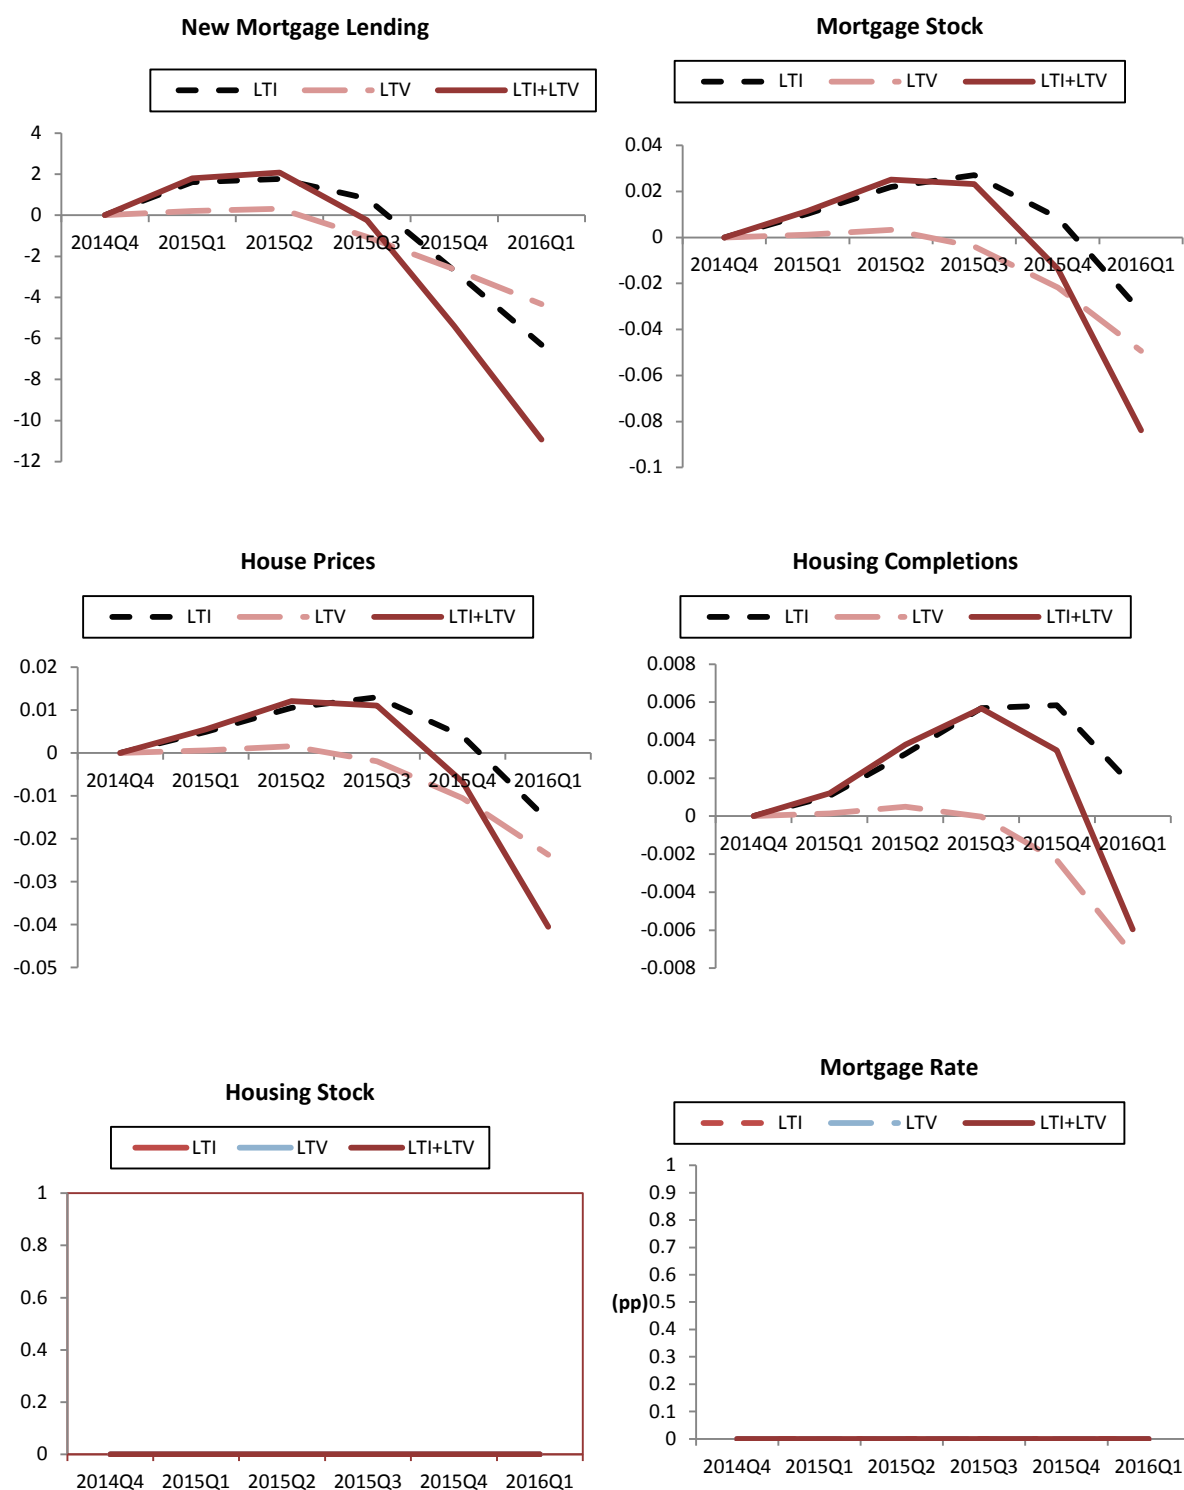 New Mortgage Lending
LTI LTV LTI+LTV
4
2
0
-2
-4
-6
-8
-10
-12
2014Q4 2015Q1 2015Q2 2015Q3 2015Q4 2016Q1
Mortgage Stock
LTI LTV LTI+LTV
0.04
0.02
0
-0.02
-0.04
-0.06
-0.08
-0.1
2014Q4 2015Q1 2015Q2 2015Q3 2015Q4 2016Q1
House Prices
LTI LTV LTI+LTV
0.02
0.01
0
-0.01
-0.02
-0.03
-0.04
-0.05
2014Q4 2015Q1 2015Q2 2015Q3 2015Q4 2016Q1
Housing Completions
LTI LTV LTI+LTV
0.008
0.006
0.004
0.002
0
-0.002
-0.004
-0.006
-0.008
2014Q4 2015Q1 2015Q2 2015Q3 2015Q4 2016Q1
Housing Stock
LTI LTV LTI+LTV
1
0.8
0.6
0.4
0.2
0
2014Q4 2015Q1 2015Q2 2015Q3 2015Q4 2016Q1
Mortgage Rate
LTI LTV LTI+LTV
1
0.9
0.8
0.7
0.6
(pp) 0.5
0.4
0.3
0.2
0.1
0
2014Q4 2015Q1 2015Q2 2015Q3 2015Q4 2016Q1